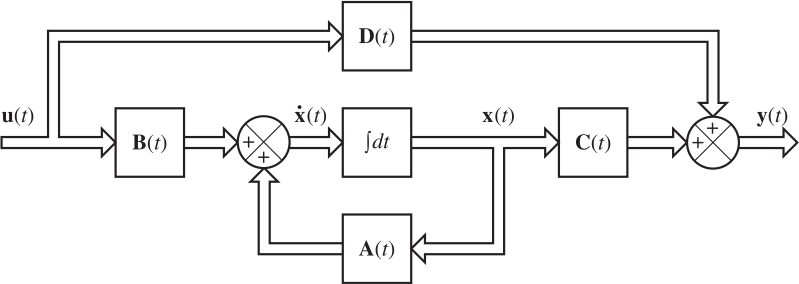 D(t)
u(t)
B(t)
+
+
ẋ(t)
∫dt
x(t)
C(t)
+
+
y(t)
A(t)